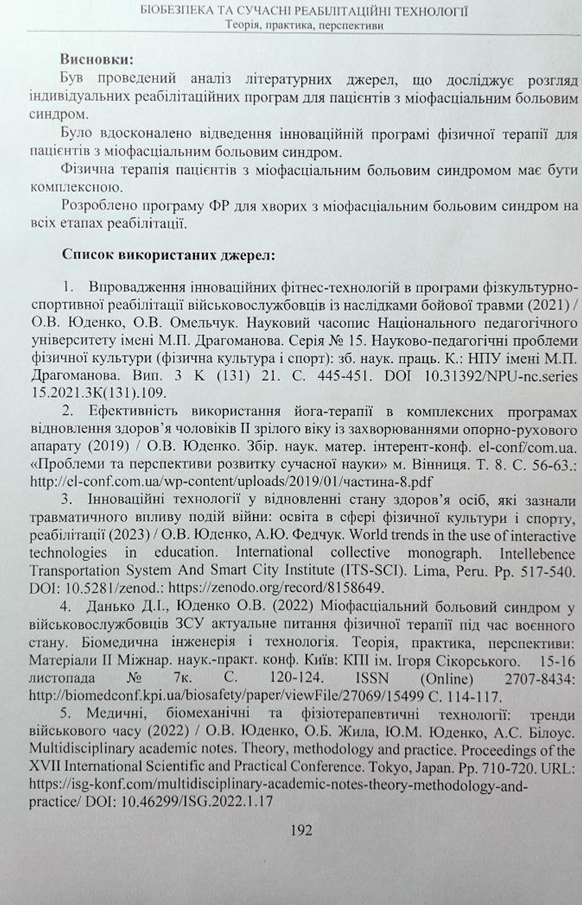 БІОБЕЗПЕКА ТА СУЧАСНІ РЕАБІЛІТАЦІЙНІ ТЕХНОЛОГІЇ
Теорія, практика, перспективи
Висновки:
Був проведений аналіз літературних джерел, що досліджує розгляд
індивідуальних реабілітаційних програм для пацієнтів з міофасціальним больовим
синдром.
Було вдосконалено відведення інноваційній програмі фізичної терапії для
пацієнтів з міофасціальним больовим синдром.
Фізична терапія пацієнтів з міофасціальним больовим синдромом має бути
комплексною.
Розроблено програму ФР для хворих з міофасціальним больовим синдром на
всіх етапах реабілітації.
Список використаних джерел:
1. Впровадження інноваційних фітнес-технологій в програми фізкультурно-
спортивної реабілітації військовослужбовців із наслідками бойової травми (2021) /
О.В. Юденко, О.В. Омельчук. Науковий часопис Національного педагогічного
університету імені М.П. Драгоманова. Серія № 15. Науково-педагогічні проблеми
фізичної культури (фізична культура і спорт): зб. наук. праць. К.: НПУ імені М.П.
Драгоманова. Вип. 3 К (131) 21. С. 445-451. DOI 10.31392/NPU-nc.series
15.2021.3К(131).109.
2. Ефективність використання йога-терапії в комплексних програмах
відновлення здоров’я чоловіків ІІ зрілого віку із захворюваннями опорно-рухового
апарату (2019) / О.В. Юденко. Збір. наук. матер. інтерент-конф. el-conf/com.ua.
«Проблеми та перспективи розвитку сучасної науки» м. Вінниця. Т. 8. С. 56-63.:
http://el-conf.com.ua/wp-content/uploads/2019/01/частина-8.pdf
3. Інноваційні технології у відновленні стану здоров’я осіб, які зазнали
травматичного впливу подій війни: освіта в сфері фізичної культури і спорту,
реабілітації (2023) / О.В. Юденко, А.Ю. Федчук. World trends in the use of interactive
technologies in education. International collective monograph. Intellebence
Transportation System And Smart City Institute (ITS-SCI). Lima, Peru. Pp. 517-540.
DOI: 10.5281/zenod.: https://zenodo.org/record/8158649.
4. Данько Д.І., Юденко О.В. (2022) Міофасціальний больовий синдром у
військовослужбовців ЗСУ актуальне питання фізичної терапії під час воєнного
стану. Біомедична інженерія і технологія. Теорія, практика, перспективи:
Матеріали ІІ Міжнар. наук.-практ. конф. Київ: КПІ ім. Ігоря Сікорського. 15-16
листопада № 7к. С. 120-124. ISSN (Online) 2707-8434:
http://biomedconf.kpi.ua/biosafety/paper/viewFile/27069/15499 С. 114-117.
5. Медичні, біомеханічні та фізіотерапевтичні технології: тренди
військового часу (2022) / О.В. Юденко, О.Б. Жила, Ю.М. Юденко, А.С. Білоус.
Multidisciplinary academic notes. Theory, methodology and practice. Proceedings of the
XVII International Scientific and Practical Conference. Tokyo, Japan. Pp. 710-720. URL:
https://isg-konf.com/multidisciplinary-academic-notes-theory-methodology-and-
practice/ DOI: 10.46299/ISG.2022.1.17
192